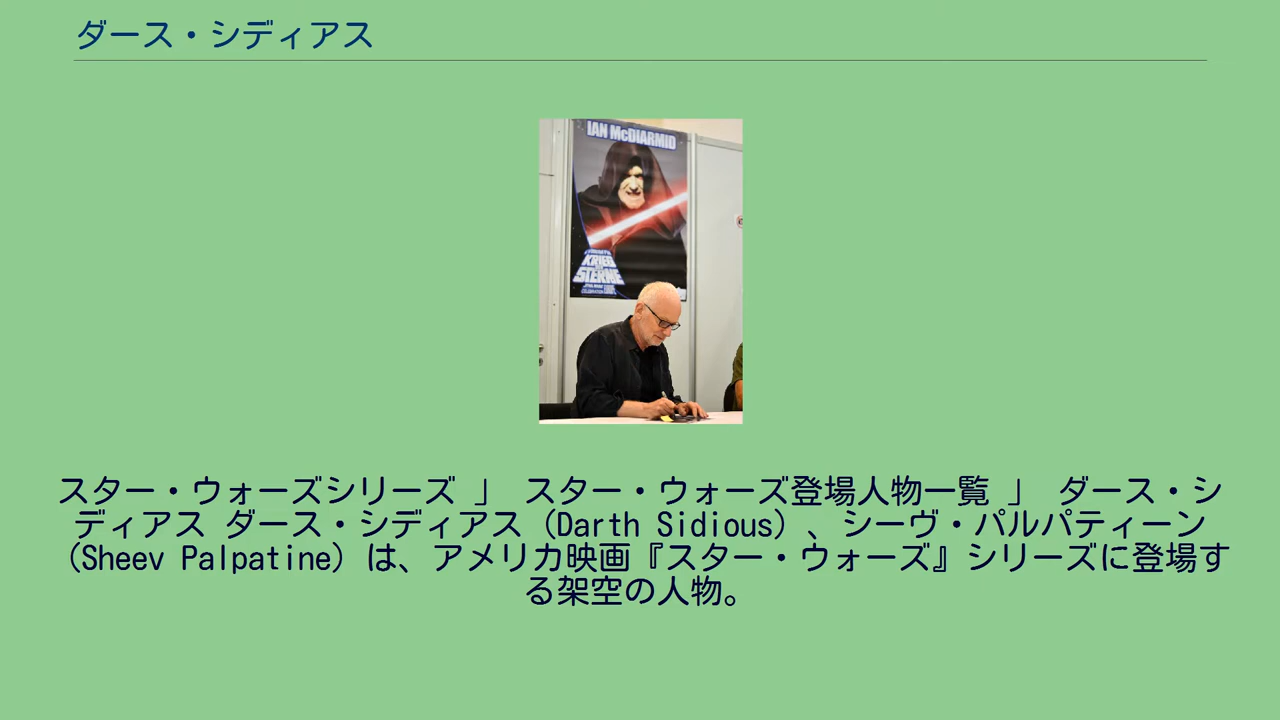 ダース・シディアス
IAN McDIARMID
KRIEG
STERNE
スター・ウォーズシリーズ 」 スター・ウォーズ登場人物一覧 」 ダース・シ
ディアス ダース・シディアス（Darth Sidious）、シーヴ・パルパティーン
（Sheev Palpatine）は、アメリカ映画『スター・ウォーズ』シリーズに登場す
る架空の人物。